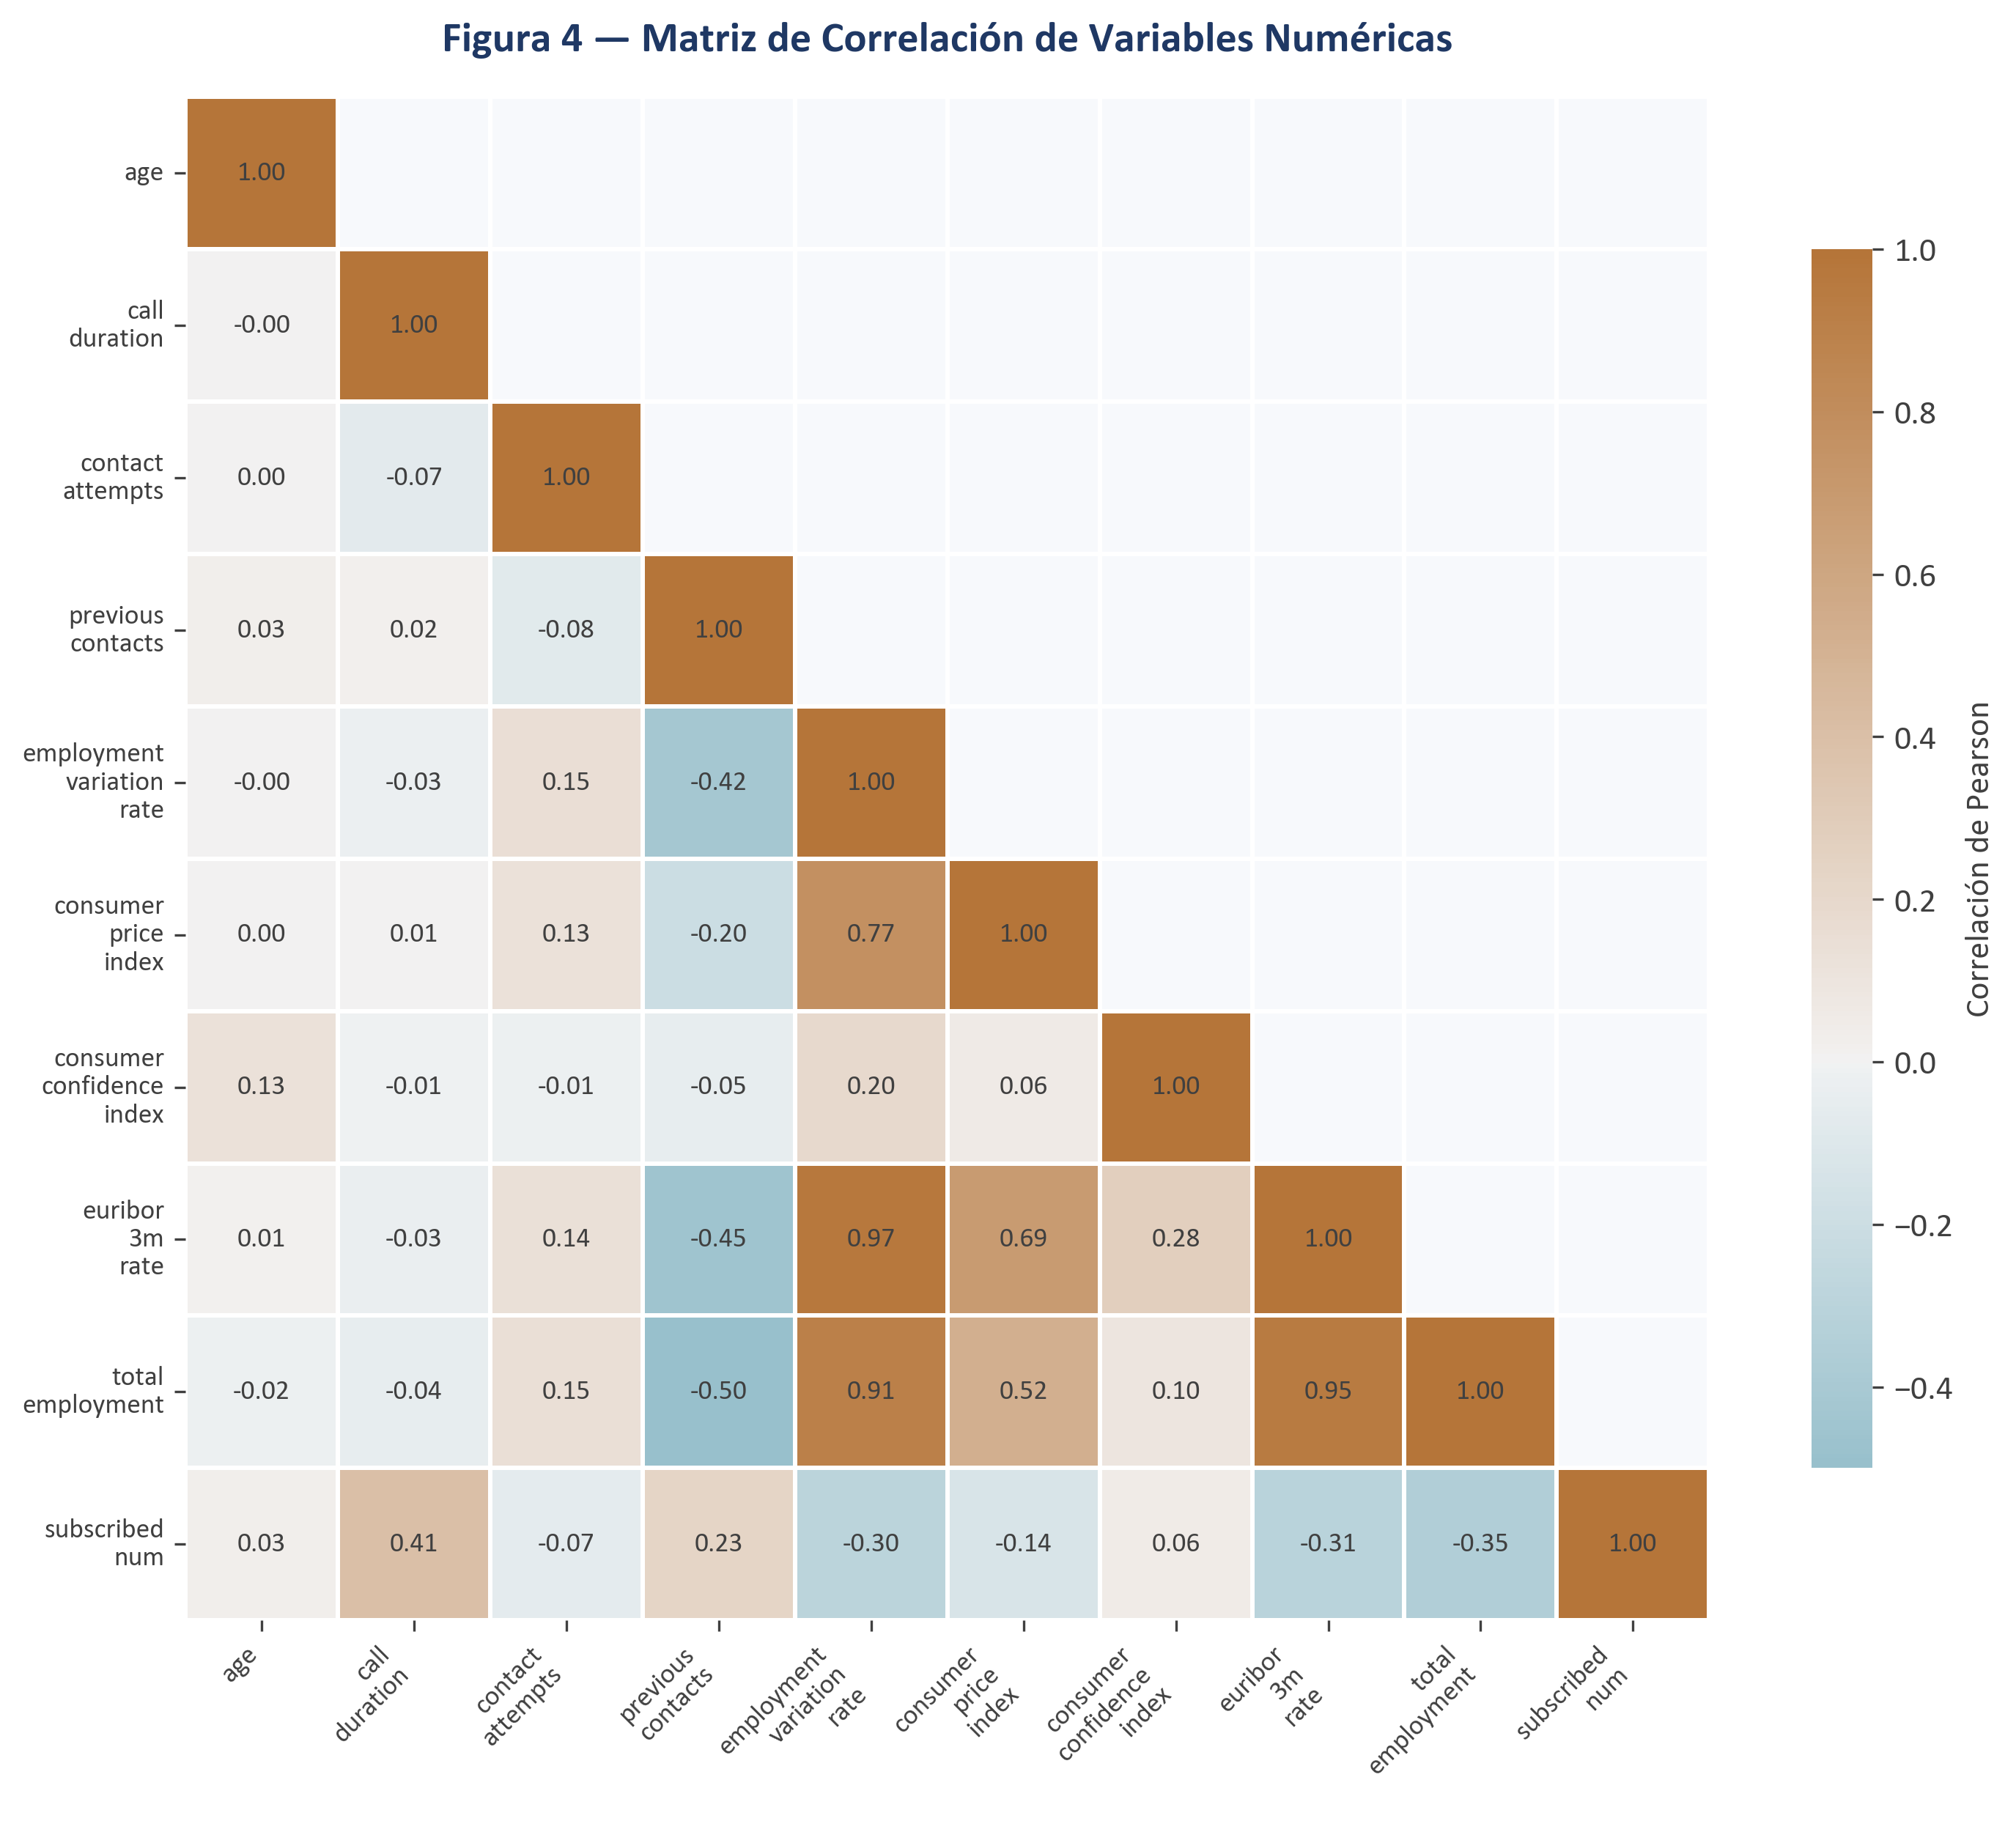 Figura 4 — Matriz de Correlación de Variables Numéricas
age
1.00
call
duration
-0.00 1.00
contact
attempts
0.00 -0.07 1.00
previous
contacts
0.03 0.02 -0.08 1.00
employment
variation
rate
-0.00 -0.03 0.15 -0.42 1.00
consumer
price
index
0.00 0.01 0.13 -0.20 0.77 1.00
consumer
confidence
index
0.13 -0.01 -0.01 -0.05 0.20 0.06 1.00
euribor
3m
rate
0.01 -0.03 0.14 -0.45 0.97 0.69 0.28 1.00
total
employment
-0.02 -0.04 0.15 -0.50 0.91 0.52 0.10 0.95 1.00
subscribed
num
0.03 0.41 -0.07 0.23 -0.30 -0.14 0.06 -0.31 -0.35 1.00
age
call
duration
contact
attempts
previous
contacts
employment
variation
rate
consumer
price
index
consumer
confidence
index
euribor
3m
rate
total
employment
subscribed
num
1.0
0.8
0.6
0.4
0.2
0.0
−0.2
−0.4
Correlación de Pearson